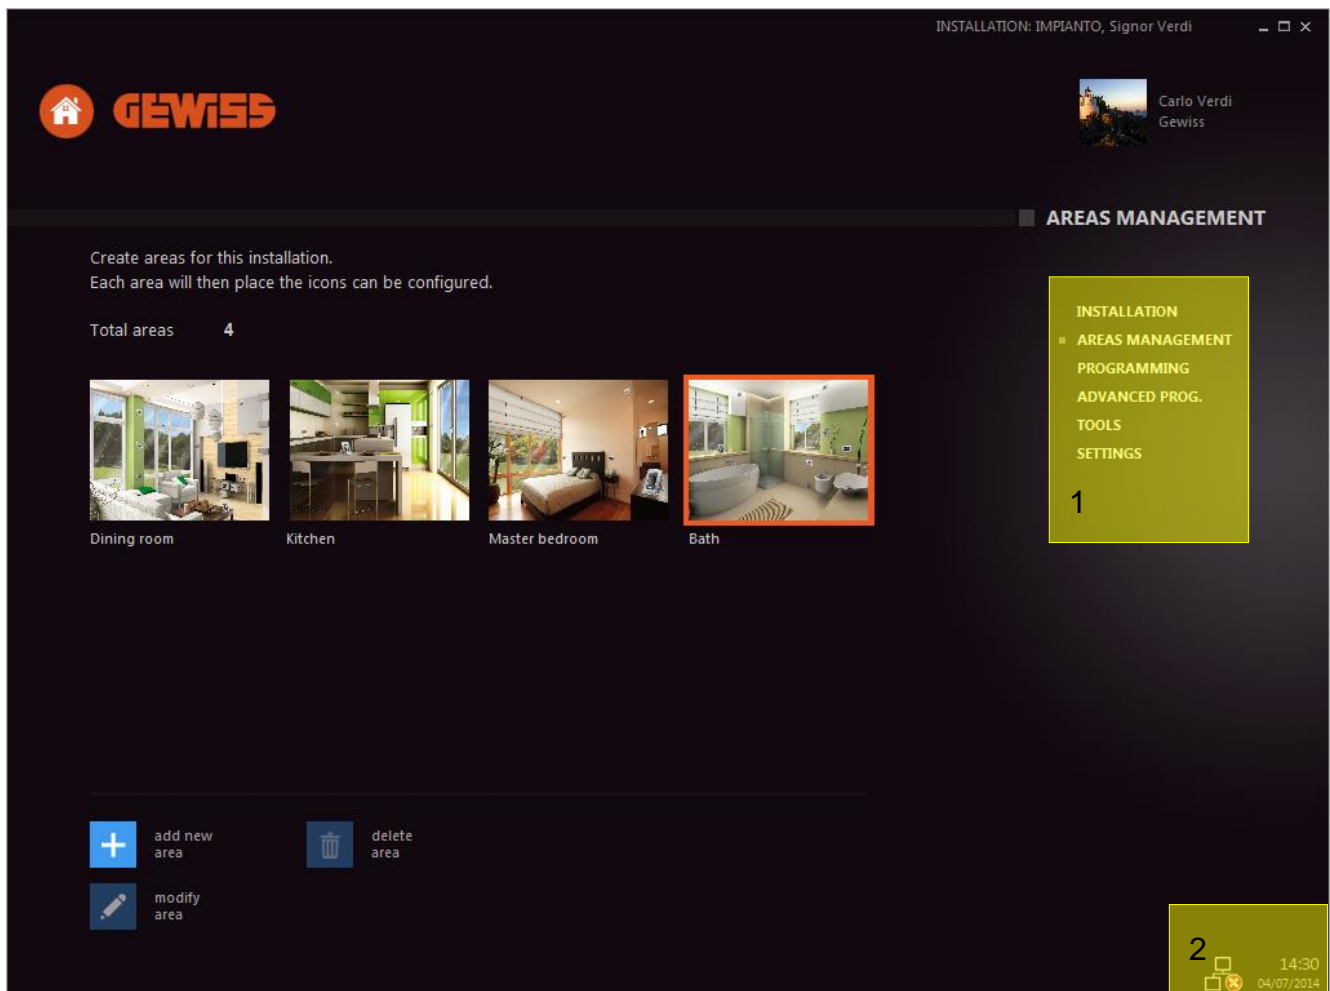 INSTALLATION: IMPIANTO, Signor Verdi
GEWISS
Carlo Verdi
Gewiss
AREAS MANAGEMENT
Create areas for this installation.
Each area will then place the icons can be configured.
Total areas 4
INSTALLATION
AREAS MANAGEMENT
PROGRAMMING
ADVANCED PROG.
TOOLS
SETTINGS
1
Dining room
Kitchen
Master bedroom
Bath
add new
area
delete
area
modify
area
2
14:30
04/07/2014